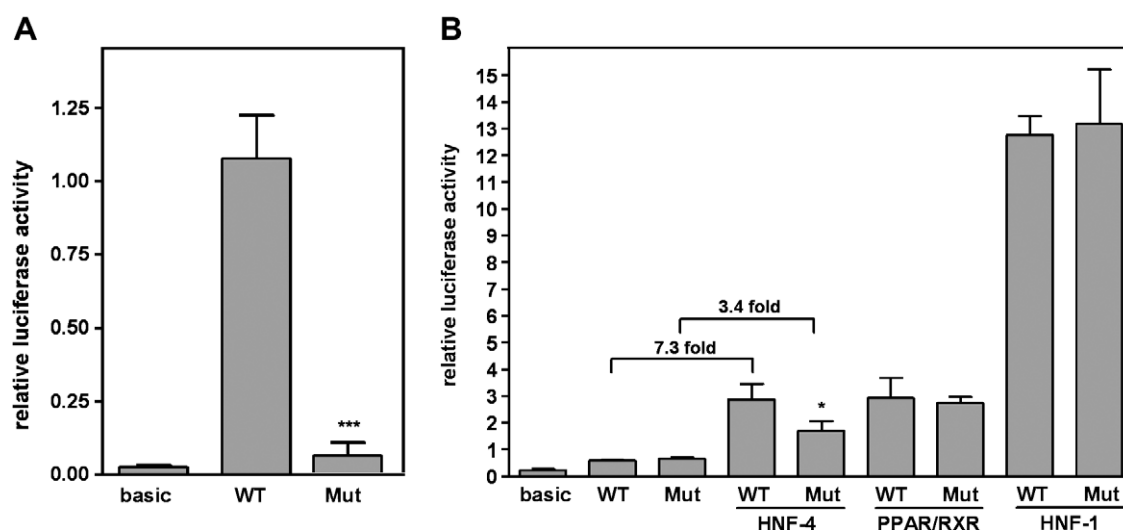 A
relative luciferase activity
1.25
1.00
0.75
0.50
0.25
0.00
***
basic WT Mut
B
relative luciferase activity
15
14
13
12
11
10
9
8
7
6
5
4
3
2
1
0
3.4 fold
7.3 fold
*
basic WT Mut WT Mut WT Mut WT Mut
HNF-4 PPAR/RXR HNF-1